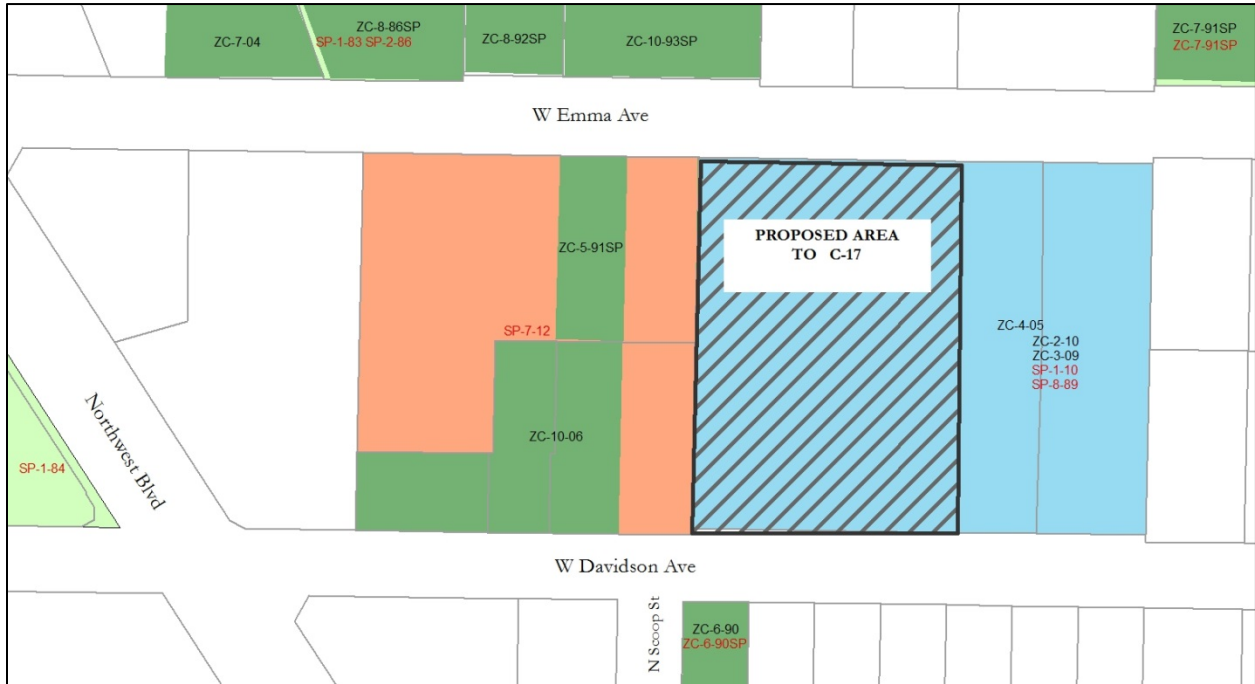 ZC-7-04
ZC-8-86SP
SP-1-83 SP-2-86
ZC-8-92SP
ZC-10-93SP
ZC-7-91SP
ZC-7-91SP
W Emma Ave
ZC-5-91SP
PROPOSED AREA
TO C-17
SP-7-12
ZC-4-05
ZC-2-10
ZC-3-09
SP-1-10
SP-8-89
Northwest Blvd
ZC-10-06
SP-1-84
W Davidson Ave
N Scoop St
ZC-6-90
ZC-6-90SP